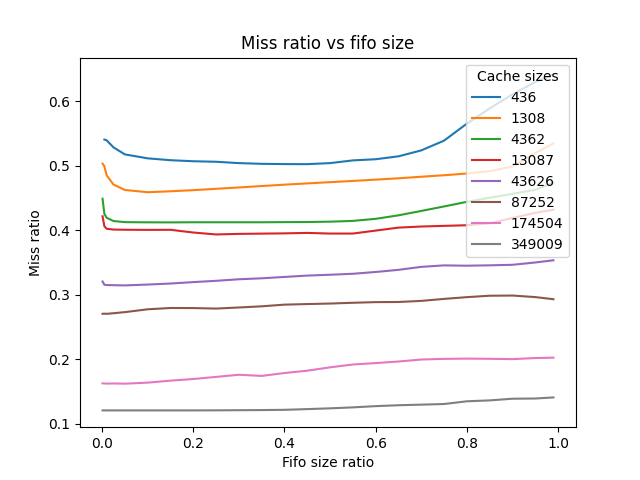 Miss ratio vs fifo size
Cache sizes
436
1308
4362
13087
43626
87252
174504
349009
Miss ratio
0.6
0.5
0.4
0.3
0.2
0.1
0.0 0.2 0.4 0.6 0.8 1.0
Fifo size ratio